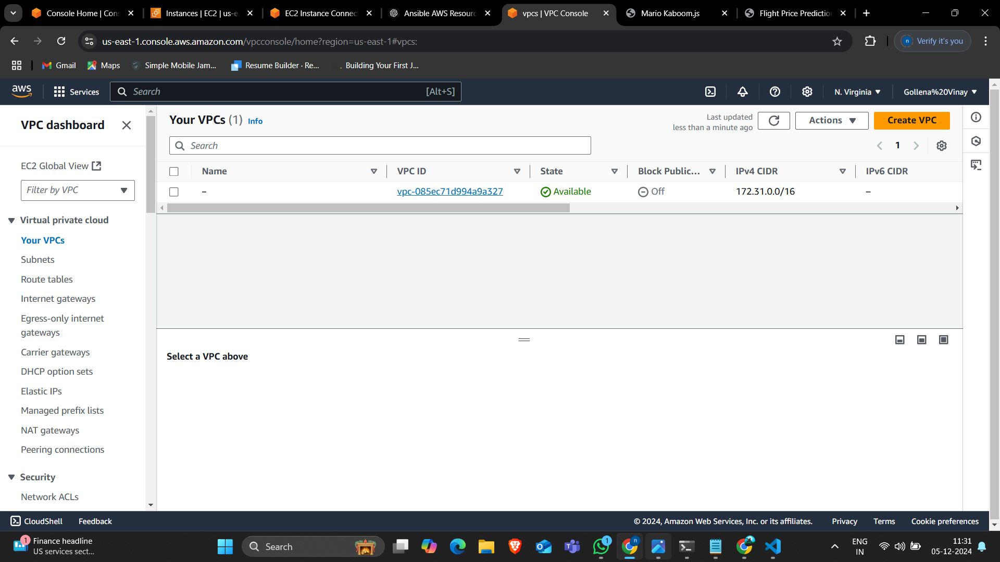 Console Home | Cons
Instances | EC2 | us-e
EC2 Instance Connec
Ansible AWS Resourc
vpcs | VPC Console
Mario Kaboom.js
Flight Price Predictio
us-east-1.console.aws.amazon.com/vpcconsole/home?region=us-east-1#vpcs:
n
Verify it's you
Gmail
Maps
Simple Mobile Jam...
Resume Builder · Re...
Building Your First J...
aws
Services
Search
[Alt+S]
N. Virginia
Gollena%20Vinay
VPC dashboard
EC2 Global View
Filter by VPC
Virtual private cloud
Your VPCs
Subnets
Route tables
Internet gateways
Egress-only internet
gateways
Carrier gateways
DHCP option sets
Elastic IPs
Managed prefix lists
NAT gateways
Peering connections
Security
Network ACLs
Your VPCs (1) Info
Last updated
less than a minute ago
Actions
Create VPC
Search
1
Name
VPC ID
State
Block Public...
IPv4 CIDR
IPv6 CIDR
–
vpc-085ec71d994a9a327
Available
Off
172.31.0.0/16
–
Select a VPC above
CloudShell
Feedback
© 2024, Amazon Web Services, Inc. or its affiliates.
Privacy
Terms
Cookie preferences
1
Finance headline
US services sect...
Search
1
n
ENG
IN
11:31
05-12-2024